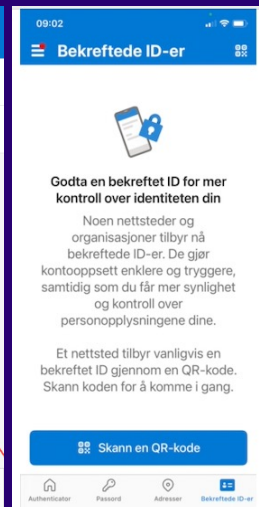 09:02
Bekreftede ID-er
Godta en bekreftet ID for mer
kontroll over identiteten din
Noen nettsteder og
organisasjoner tilbyr nå
bekreftede ID-er. De gjør
kontooppsett enklere og tryggere,
samtidig som du får mer synlighet
og kontroll over
personopplysningene dine.
Et nettsted tilbyr vanligvis en
bekreftet ID gjennom en QR-kode.
Skann koden for å komme i gang.
Skann en QR-kode
Authenticator Passord Adresser Bekreftede ID-er